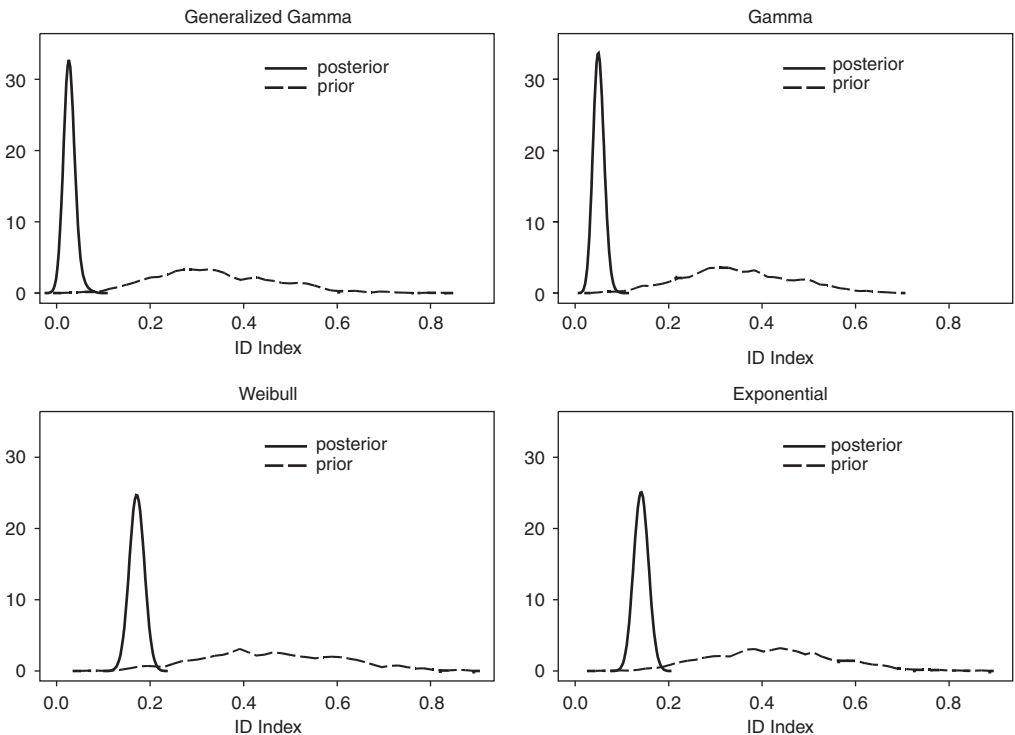 Generalized Gamma
posterior
prior
30
20
10
0
0.0 0.2 0.4 0.6 0.8
ID Index
Gamma
posterior
prior
30
20
10
0
0.0 0.2 0.4 0.6 0.8
ID Index
Weibull
posterior
prior
30
20
10
0
0.0 0.2 0.4 0.6 0.8
ID Index
Exponential
posterior
prior
30
20
10
0
0.0 0.2 0.4 0.6 0.8
ID Index